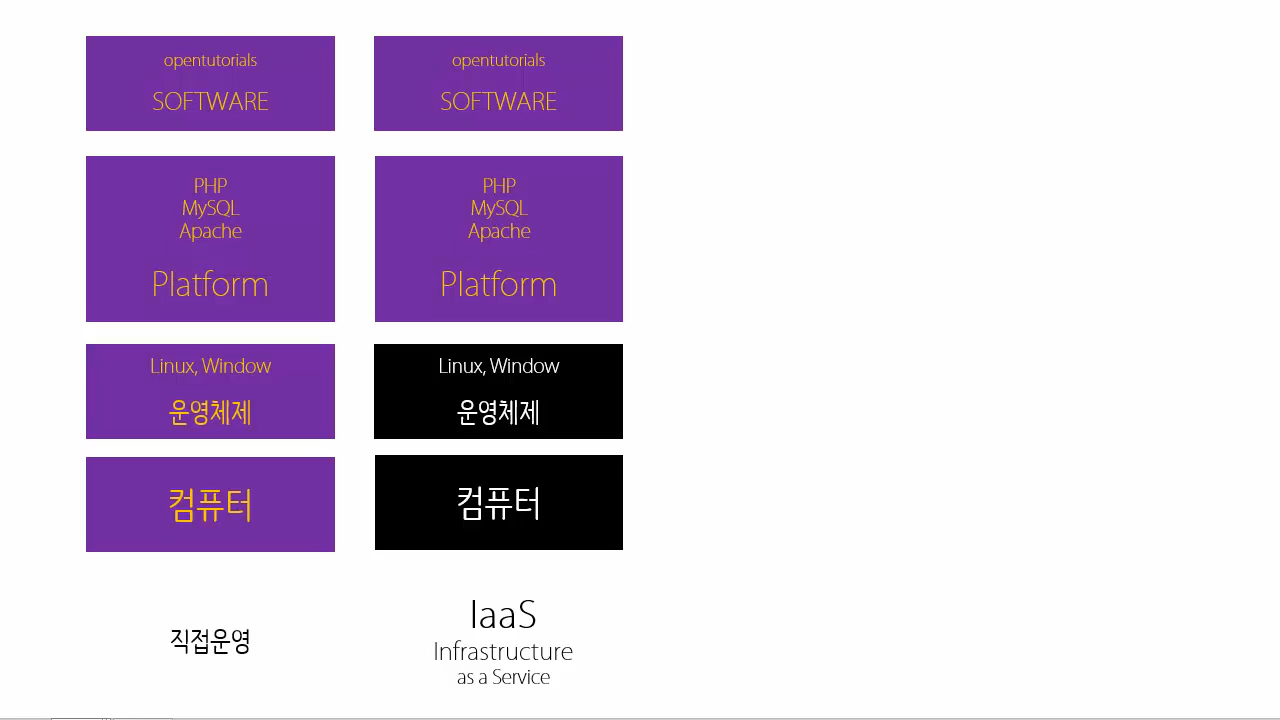 opentutorials
SOFTWARE
PHP
MySQL
Apache
Platform
Linux, Window
운영체제
컴퓨터
직접운영
opentutorials
SOFTWARE
PHP
MySQL
Apache
Platform
Linux, Window
운영체제
컴퓨터
IaaS
Infrastructure
as a Service